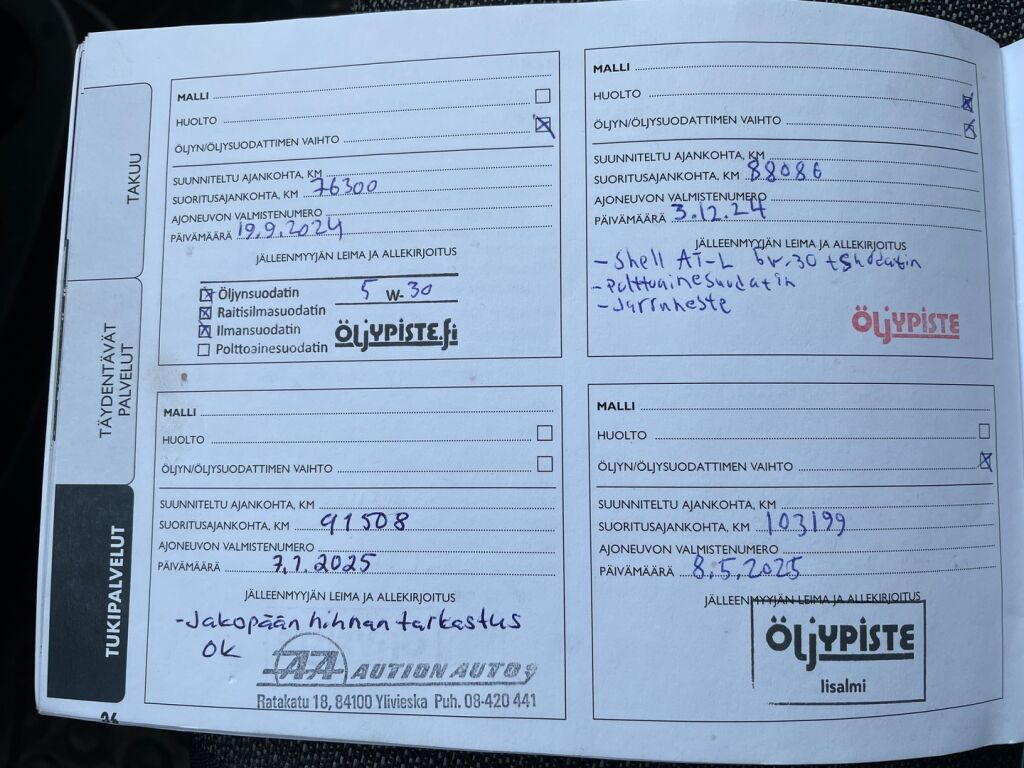 TAKUU
TÄYDENTÄVÄT
PALVELUT
TUKIPALVELUT
MALLI
HUOLTO
ÖLJYN/ÖLJYSUODATTIMEN VAIHTO
SUUNNITELTU AJANKOHTA, KM
SUORITUSAJANKOHTA, KM 76300
AJONEUVON VALMISTENUMERO
PÄIVÄMÄÄRÄ 19.9.2024
JÄLLEENMYYJÄN LEIMA JA ALLEKIRJOITUS
Öljynsuodatin 5 W-30
Raitisilmasuodatin
Ilmansuodatin
Polttoainesuodatin
ÖLJYPISTE.fi
MALLI
HUOLTO
ÖLJYN/ÖLJYSUODATTIMEN VAIHTO
SUUNNITELTU AJANKOHTA, KM
SUORITUSAJANKOHTA, KM 88086
AJONEUVON VALMISTENUMERO
PÄIVÄMÄÄRÄ 3.12.24
JÄLLEENMYYJÄN LEIMA JA ALLEKIRJOITUS
- Shell AT-L
- Polttoainesuodatin
- Jarruneste
ÖLJYPISTE
MALLI
HUOLTO
ÖLJYN/ÖLJYSUODATTIMEN VAIHTO
SUUNNITELTU AJANKOHTA, KM
SUORITUSAJANKOHTA, KM 91508
AJONEUVON VALMISTENUMERO
PÄIVÄMÄÄRÄ 7.7.2025
JÄLLEENMYYJÄN LEIMA JA ALLEKIRJOITUS
- Jakopään hihnan tarkastus
OK
AA AUTION AUTO
Ratakatu 18, 84100 Ylivieska Puh. 08-420 441
MALLI
HUOLTO
ÖLJYN/ÖLJYSUODATTIMEN VAIHTO
SUUNNITELTU AJANKOHTA, KM
SUORITUSAJANKOHTA, KM 103199
AJONEUVON VALMISTENUMERO
PÄIVÄMÄÄRÄ 8.5.2025
JÄLLEENMYYJÄN LEIMA JA ALLEKIRJOITUS
ÖLJYPISTE
Iisalmi